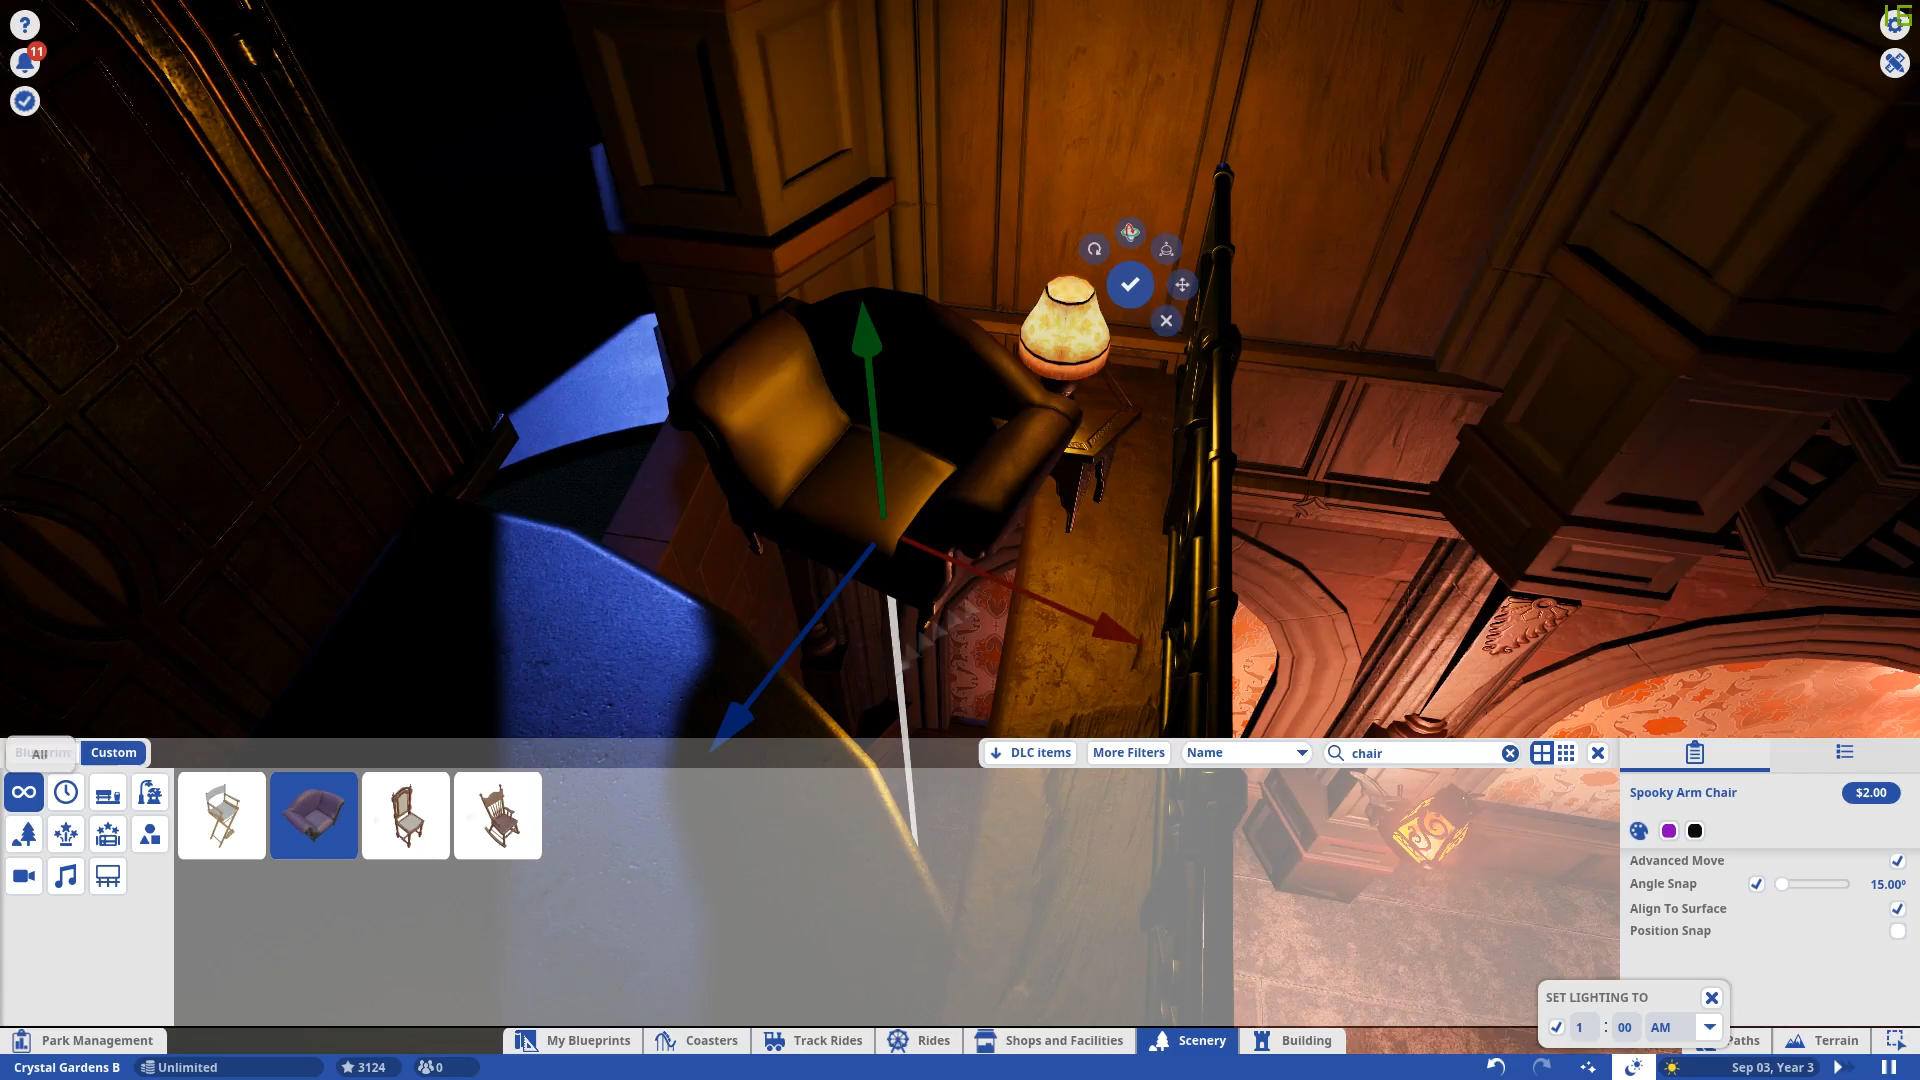 ?
11
Blueprints
All
Custom
DLC items
More Filters
Name
chair
Spooky Arm Chair
$2.00
Advanced Move
Angle Snap
15.00°
Align To Surface
Position Snap
SET LIGHTING TO
1 : 00 AM
Park Management
My Blueprints
Coasters
Track Rides
Rides
Shops and Facilities
Scenery
Building
Paths
Terrain
Crystal Gardens B
Unlimited
3124
0
Sep 03, Year 3